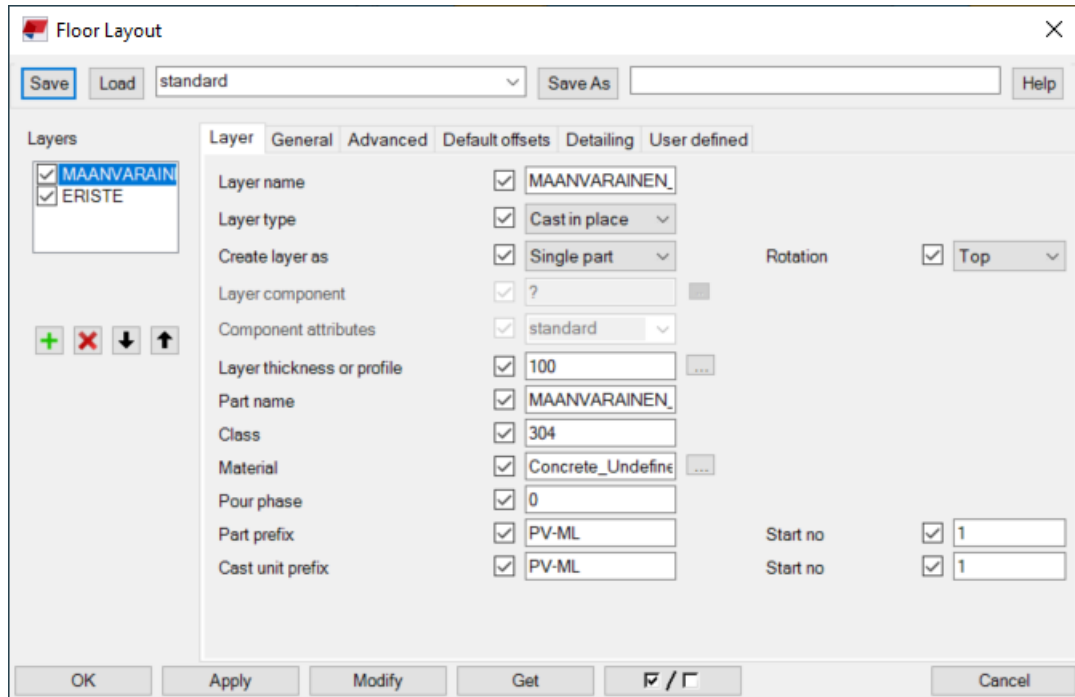 Floor Layout
Save Load standard Save As Help
Layers
MAANVARAIN
ERISTE
Layer General Advanced Default offsets Detailing User defined
Layer name MAANVARAINEN_
Layer type Cast in place
Create layer as Single part Rotation Top
Layer component ?
Component attributes standard
Layer thickness or profile 100 ...
Part name MAANVARAINEN_
Class 304
Material Concrete_Undefine ...
Pour phase 0
Part prefix PV-ML Start no 1
Cast unit prefix PV-ML Start no 1
OK Apply Modify Get / Cancel